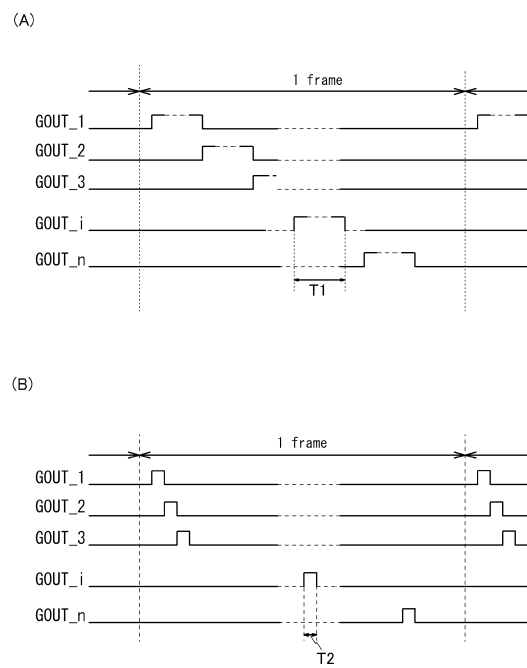 (A)
1 frame
GOUT_1
GOUT_2
GOUT_3
GOUT_i
GOUT_n
T1
(B)
1 frame
GOUT_1
GOUT_2
GOUT_3
GOUT_i
GOUT_n
T2